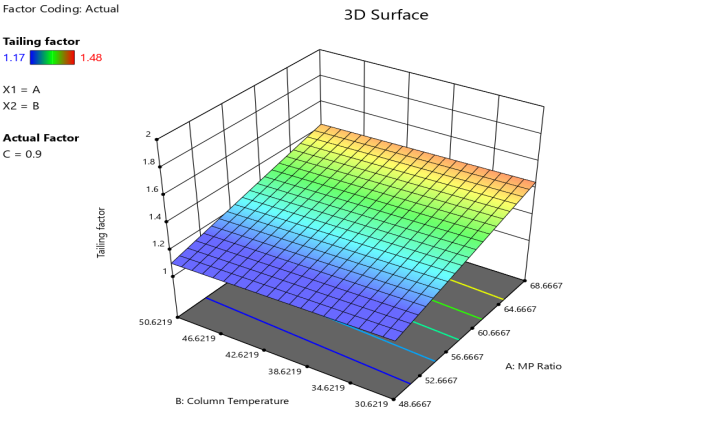 Factor Coding: Actual
3D Surface
Tailing factor
1.17 1.48
X1 = A
X2 = B
Actual Factor
C = 0.9
2
1.8
1.6
1.4
1.2
1
Tailing factor
50.6219
46.6219
42.6219
38.6219
34.6219
30.6219
B: Column Temperature
48.6667
52.6667
56.6667
60.6667
64.6667
68.6667
A: MP Ratio